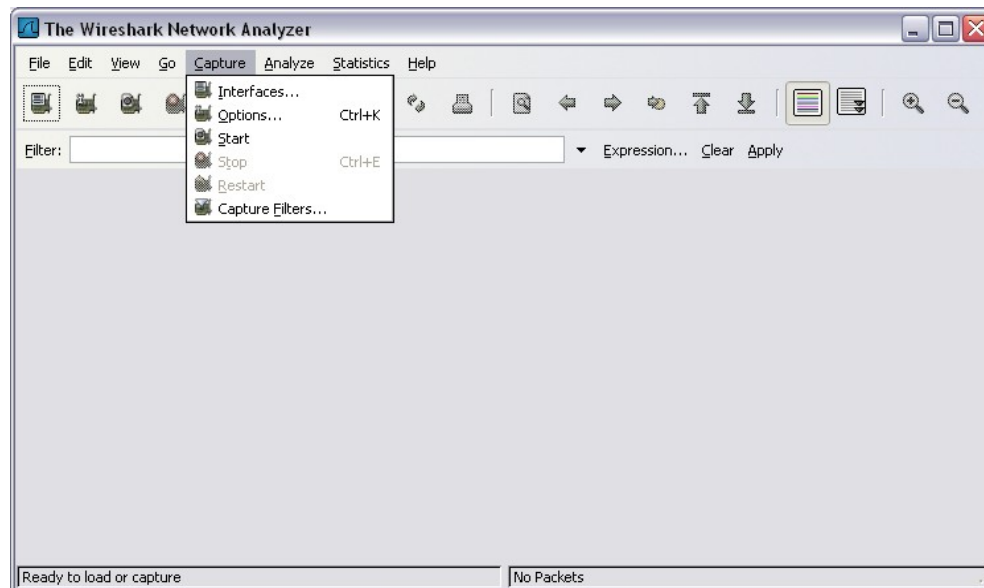 The Wireshark Network Analyzer
File Edit View Go Capture Analyze Statistics Help
Interfaces...
Options... Ctrl+K
Start
Stop Ctrl+E
Restart
Capture Filters...
Filter: Expression... Clear Apply
Ready to load or capture No Packets